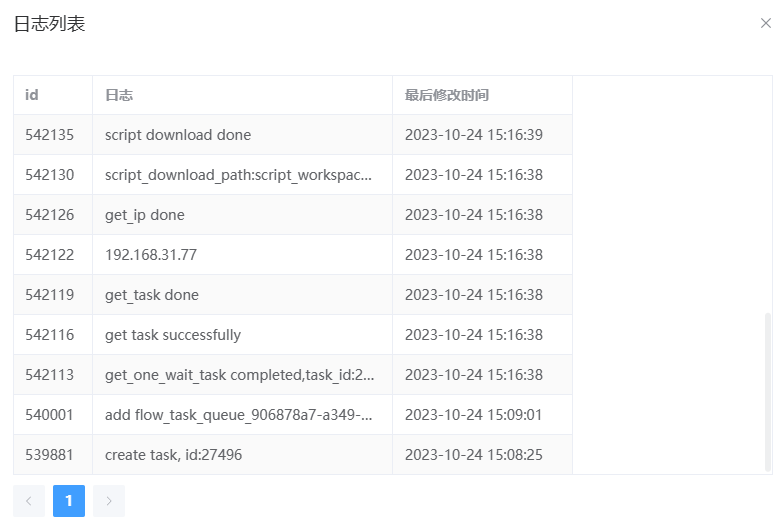 日志列表
id 日志 最后修改时间
542135 script download done 2023-10-24 15:16:39
542130 script_download_path:script_workspac... 2023-10-24 15:16:38
542126 get_ip done 2023-10-24 15:16:38
542122 192.168.31.77 2023-10-24 15:16:38
542119 get_task done 2023-10-24 15:16:38
542116 get task successfully 2023-10-24 15:16:38
542113 get_one_wait_task completed,task_id:2... 2023-10-24 15:16:38
540001 add flow_task_queue_906878a7-a349-... 2023-10-24 15:09:01
539881 create task, id:27496 2023-10-24 15:08:25
1